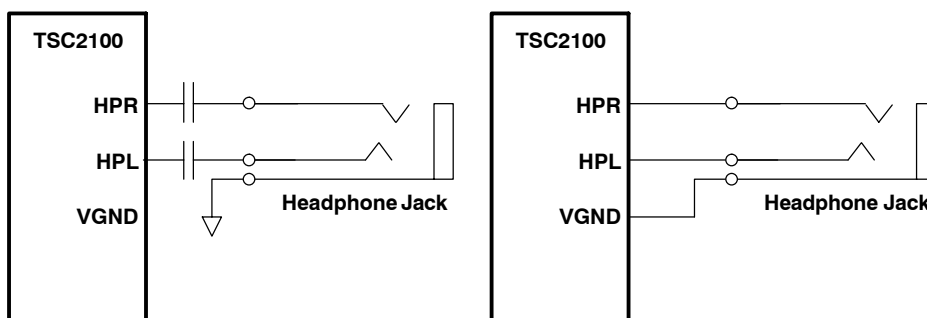 TSC2100
HPR
HPL
VGND
Headphone Jack
TSC2100
HPR
HPL
VGND
Headphone Jack